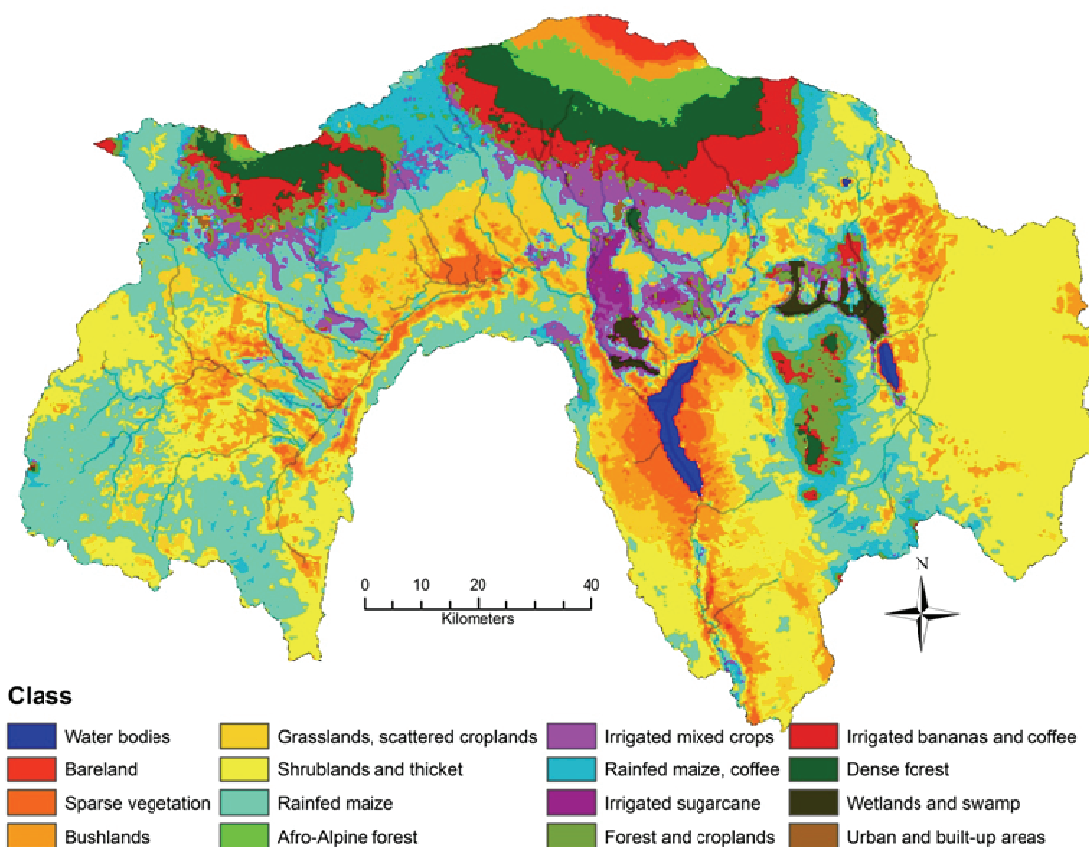 0 10 20 40
Kilometers
N
Class
Water bodies
Grasslands, scattered croplands
Irrigated mixed crops
Irrigated bananas and coffee
Bareland
Shrublands and thicket
Rainfed maize, coffee
Dense forest
Sparse vegetation
Rainfed maize
Irrigated sugarcane
Wetlands and swamp
Bushlands
Afro-Alpine forest
Forest and croplands
Urban and built-up areas